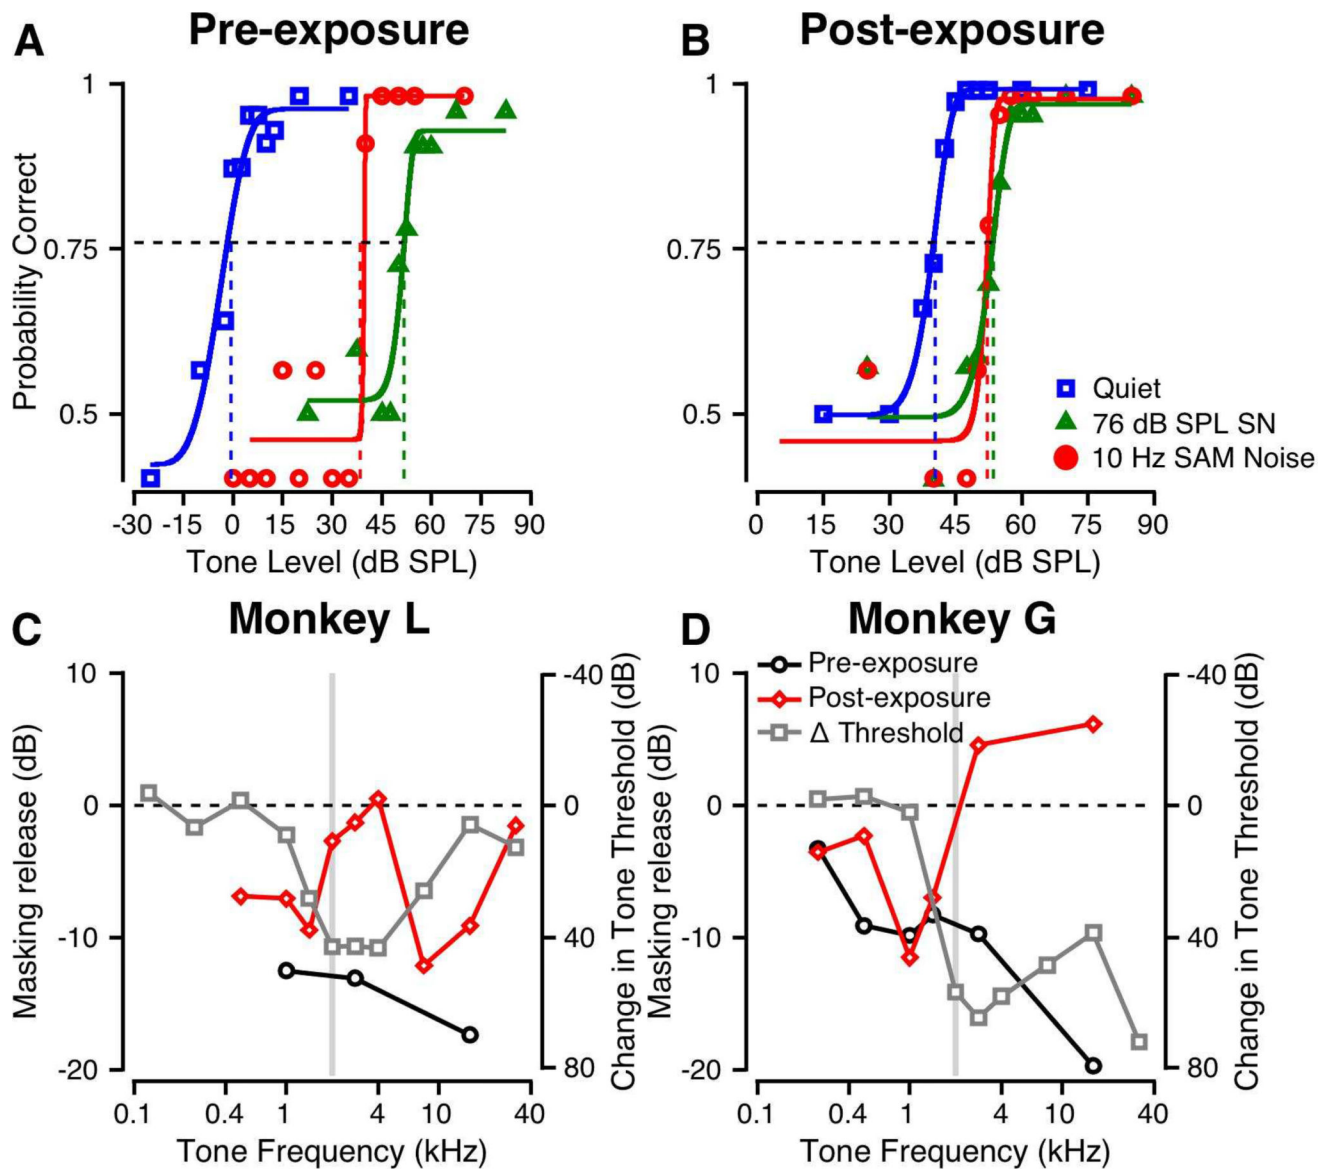 A
Pre-exposure
B
Post-exposure
Probability Correct
1
0.75
0.5
-30 -15 0 15 30 45 60 75 90
Tone Level (dB SPL)
1
0.75
0.5
Quiet
76 dB SPL SN
10 Hz SAM Noise
0 15 30 45 60 75 90
Tone Level (dB SPL)
C
Monkey L
Masking release (dB)
10
0
-10
-20
-40
0
40
80
Change in Tone Threshold (dB)
0.1 0.4 1 4 10 40
Tone Frequency (kHz)
D
Monkey G
Masking release (dB)
10
0
-10
-20
Pre-exposure
Post-exposure
Δ Threshold
-40
0
40
80
Change in Tone Threshold (dB)
0.1 0.4 1 4 10 40
Tone Frequency (kHz)